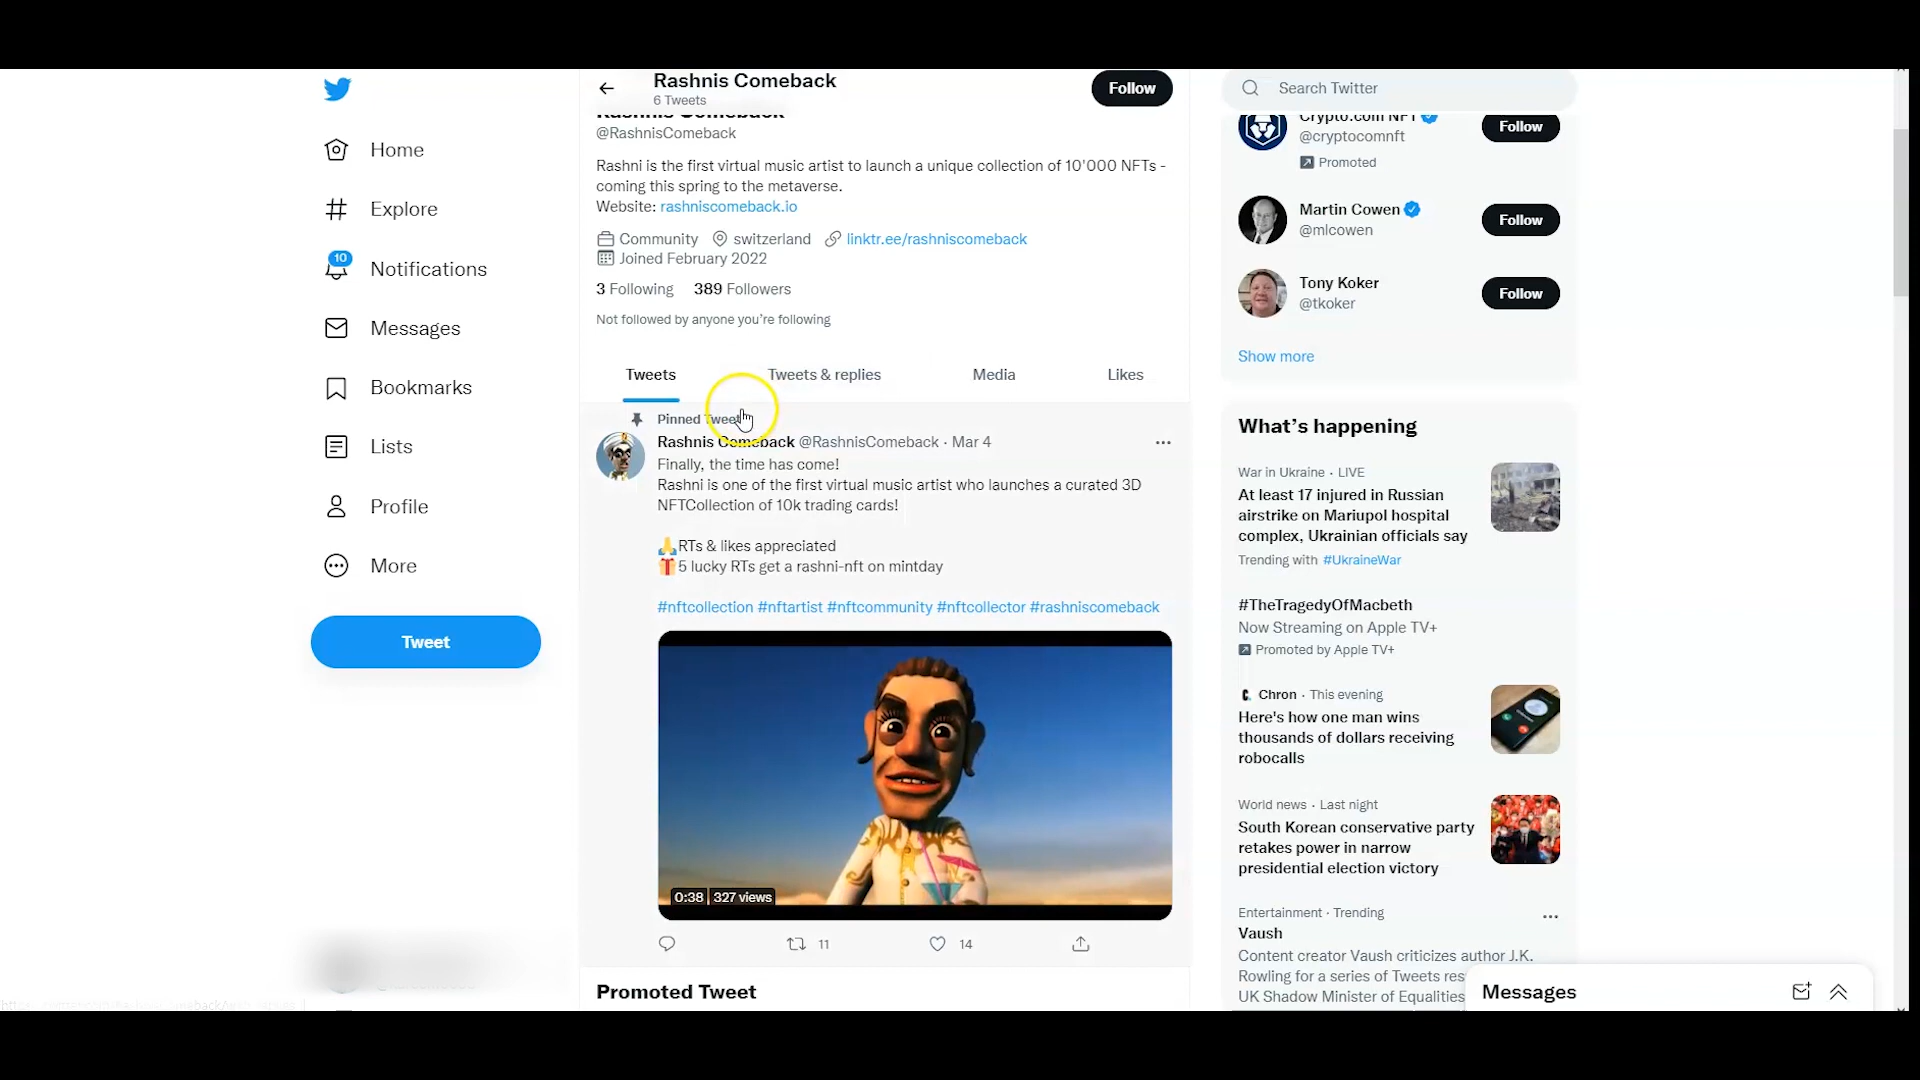 Home
Explore
10
Notifications
Messages
Bookmarks
Lists
Profile
More
Tweet
Rashnis Comeback
6 Tweets
Follow
Rashnis Comeback
@RashnisComeback
Rashni is the first virtual music artist to launch a unique collection of 10'000 NFTs -
coming this spring to the metaverse.
Website: rashniscomeback.io
Community switzerland linktr.ee/rashniscomeback
Joined February 2022
3 Following 389 Followers
Not followed by anyone you're following
Tweets Tweets & replies Media Likes
Pinned Tweet
Rashnis Comeback @RashnisComeback · Mar 4
Finally, the time has come!
Rashni is one of the first virtual music artist who launches a curated 3D
NFTCollection of 10k trading cards!
🙏RTs & likes appreciated
🎁5 lucky RTs get a rashni-nft on mintday
#nftcollection #nftartist #nftcommunity #nftcollector #rashniscomeback
0:38 327 views
11 14
Promoted Tweet
Search Twitter
Crypto.com NFT
@cryptocomnft
Follow
Promoted
Martin Cowen
@mlcowen
Follow
Tony Koker
@tkoker
Follow
Show more
What's happening
War in Ukraine · LIVE
At least 17 injured in Russian
airstrike on Mariupol hospital
complex, Ukrainian officials say
Trending with #UkraineWar
#TheTragedyOfMacbeth
Now Streaming on Apple TV+
Promoted by Apple TV+
Chron · This evening
Here's how one man wins
thousands of dollars receiving
robocalls
World news · Last night
South Korean conservative party
retakes power in narrow
presidential election victory
Entertainment · Trending
Vaush
Content creator Vaush criticizes author J.K.
Rowling for a series of Tweets res
UK Shadow Minister of Equalities
Messages